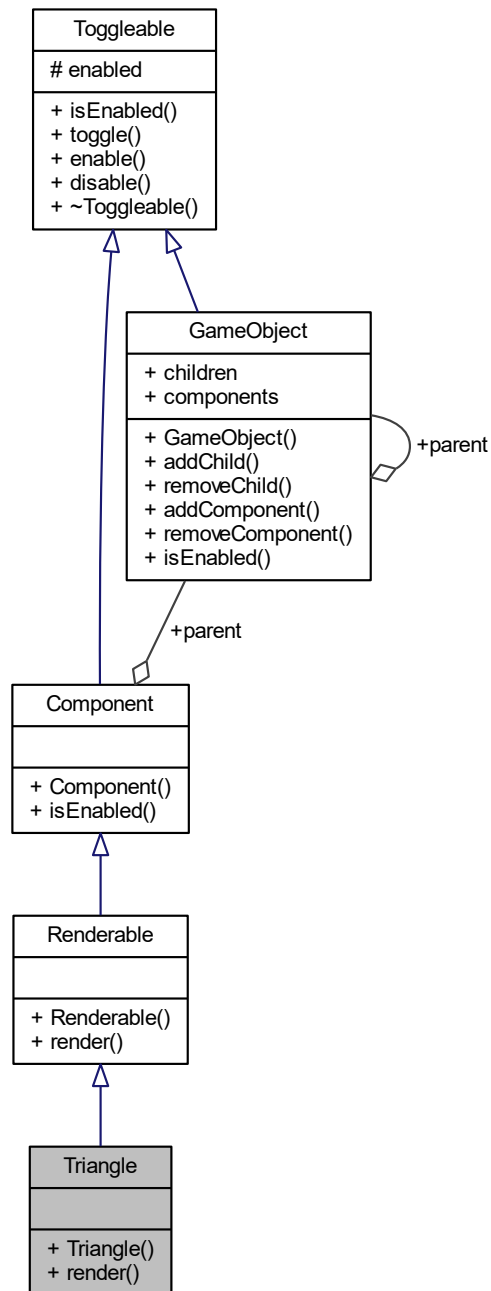 Toggleable
# enabled
+ isEnabled()
+ toggle()
+ enable()
+ disable()
+ ~Toggleable()
GameObject
+ children
+ components
+ GameObject()
+ addChild()
+ removeChild()
+ addComponent()
+ removeComponent()
+ isEnabled()
+parent
+parent
Component
+ Component()
+ isEnabled()
Renderable
+ Renderable()
+ render()
Triangle
+ Triangle()
+ render()